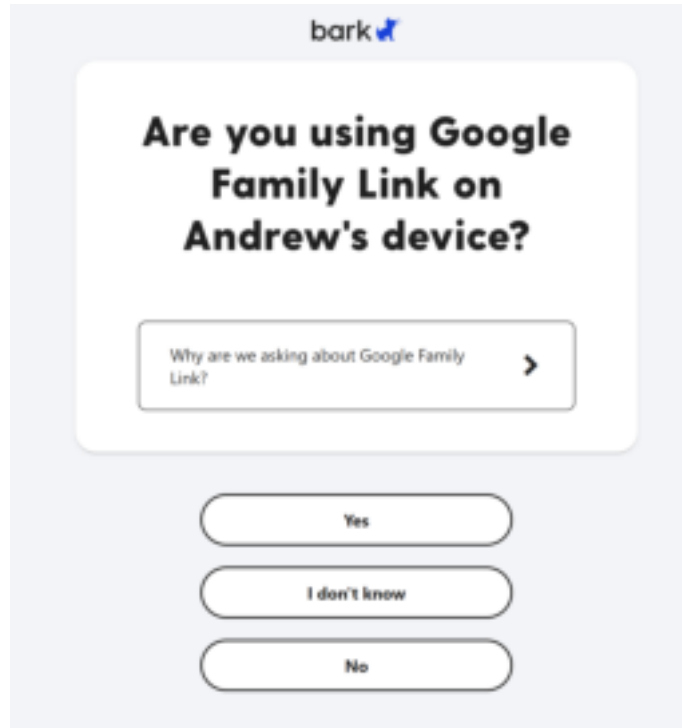 bark
Are you using Google
Family Link on
Andrew's device?
Why are we asking about Google Family
Link?
Yes
I don't know
No